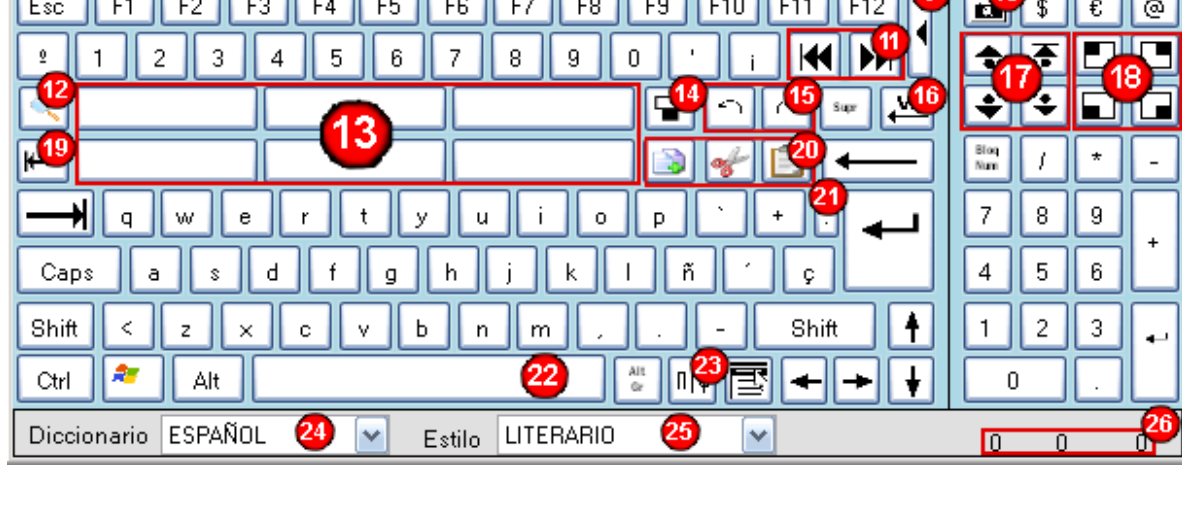 Esc F1 F2 F3 F4 F5 F6 F7 F8 F9 F10 F11 F12 $ € @
º 1 2 3 4 5 6 7 8 9 0 ' ¡ 11 17 18
12 13 14 15 Supr 16
19 20 Bloq Num / * -
q w e r t y u i o p ` + 21 7 8 9 +
Caps a s d f g h j k l ñ ´ ç 4 5 6
Shift < z x c v b n m , . - Shift 1 2 3
Ctrl Alt 22 Alt Gr 23 0 .
Diccionario ESPAÑOL 24 Estilo LITERARIO 25 0 0 0 26